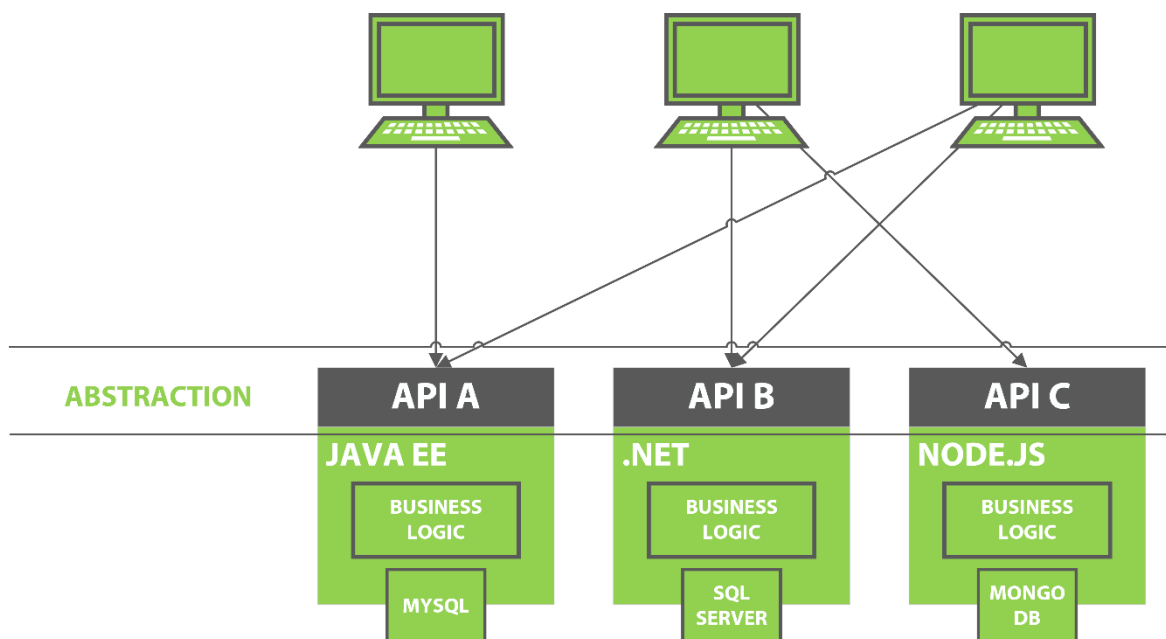 ABSTRACTION
API A
API B
API C
JAVA EE
.NET
NODE.JS
BUSINESS
LOGIC
BUSINESS
LOGIC
BUSINESS
LOGIC
MYSQL
SQL
SERVER
MONGO
DB